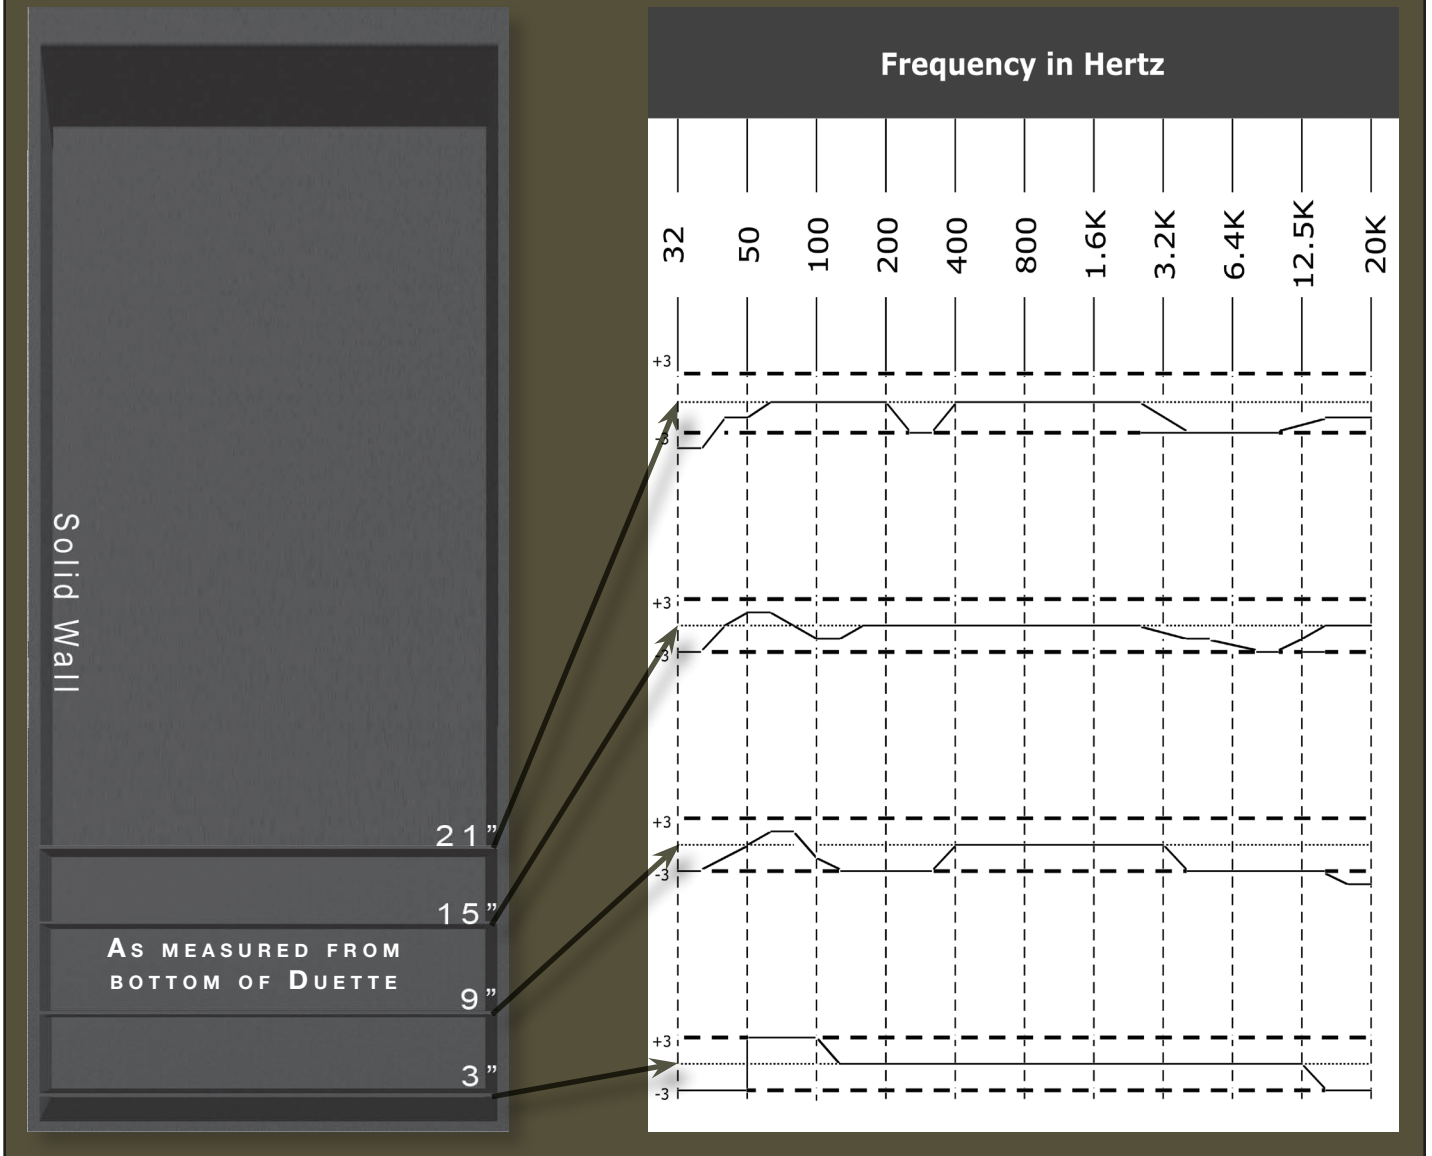 Frequency in Hertz
32 50 100 200 400 800 1.6K 3.2K 6.4K 12.5K 20K
+3
-3
+3
-3
+3
-3
+3
-3
Solid Wall
21”
15”
As measured from
bottom of Duette
9”
3”